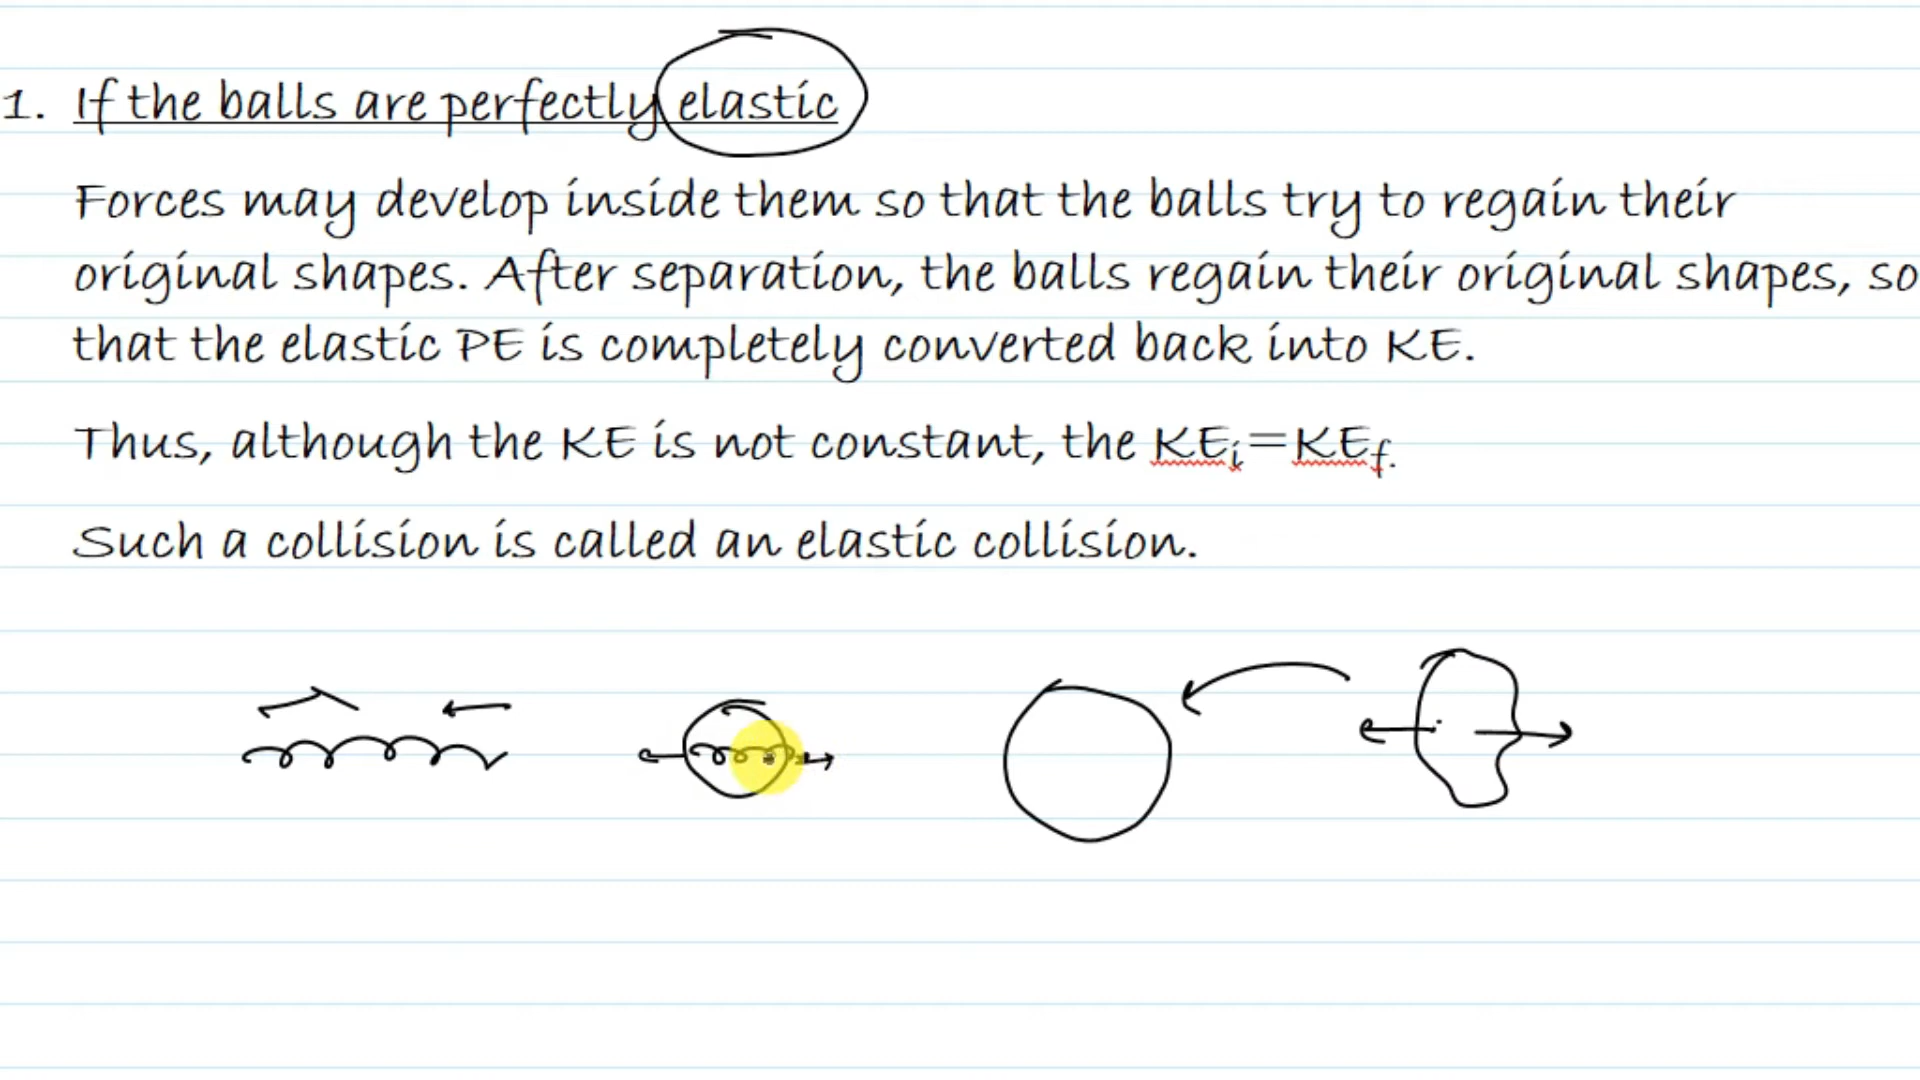 1. If the balls are perfectly elastic
Forces may develop inside them so that the balls try to regain their
original shapes. After separation, the balls regain their original shapes, so
that the elastic PE is completely converted back into KE.
Thus, although the KE is not constant, the KEi=KEf.
Such a collision is called an elastic collision.